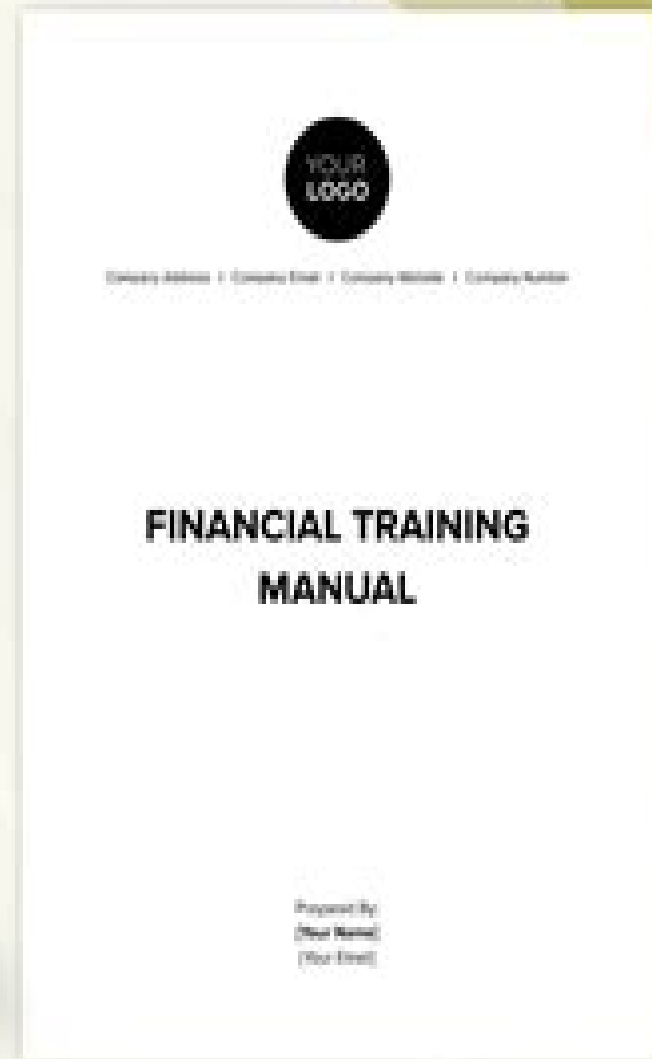 YOUR
LOGO
Company Address | Company Email | Company Website | Company Number
FINANCIAL TRAINING
MANUAL
Prepared By:
[Your Name]
[Your Email]